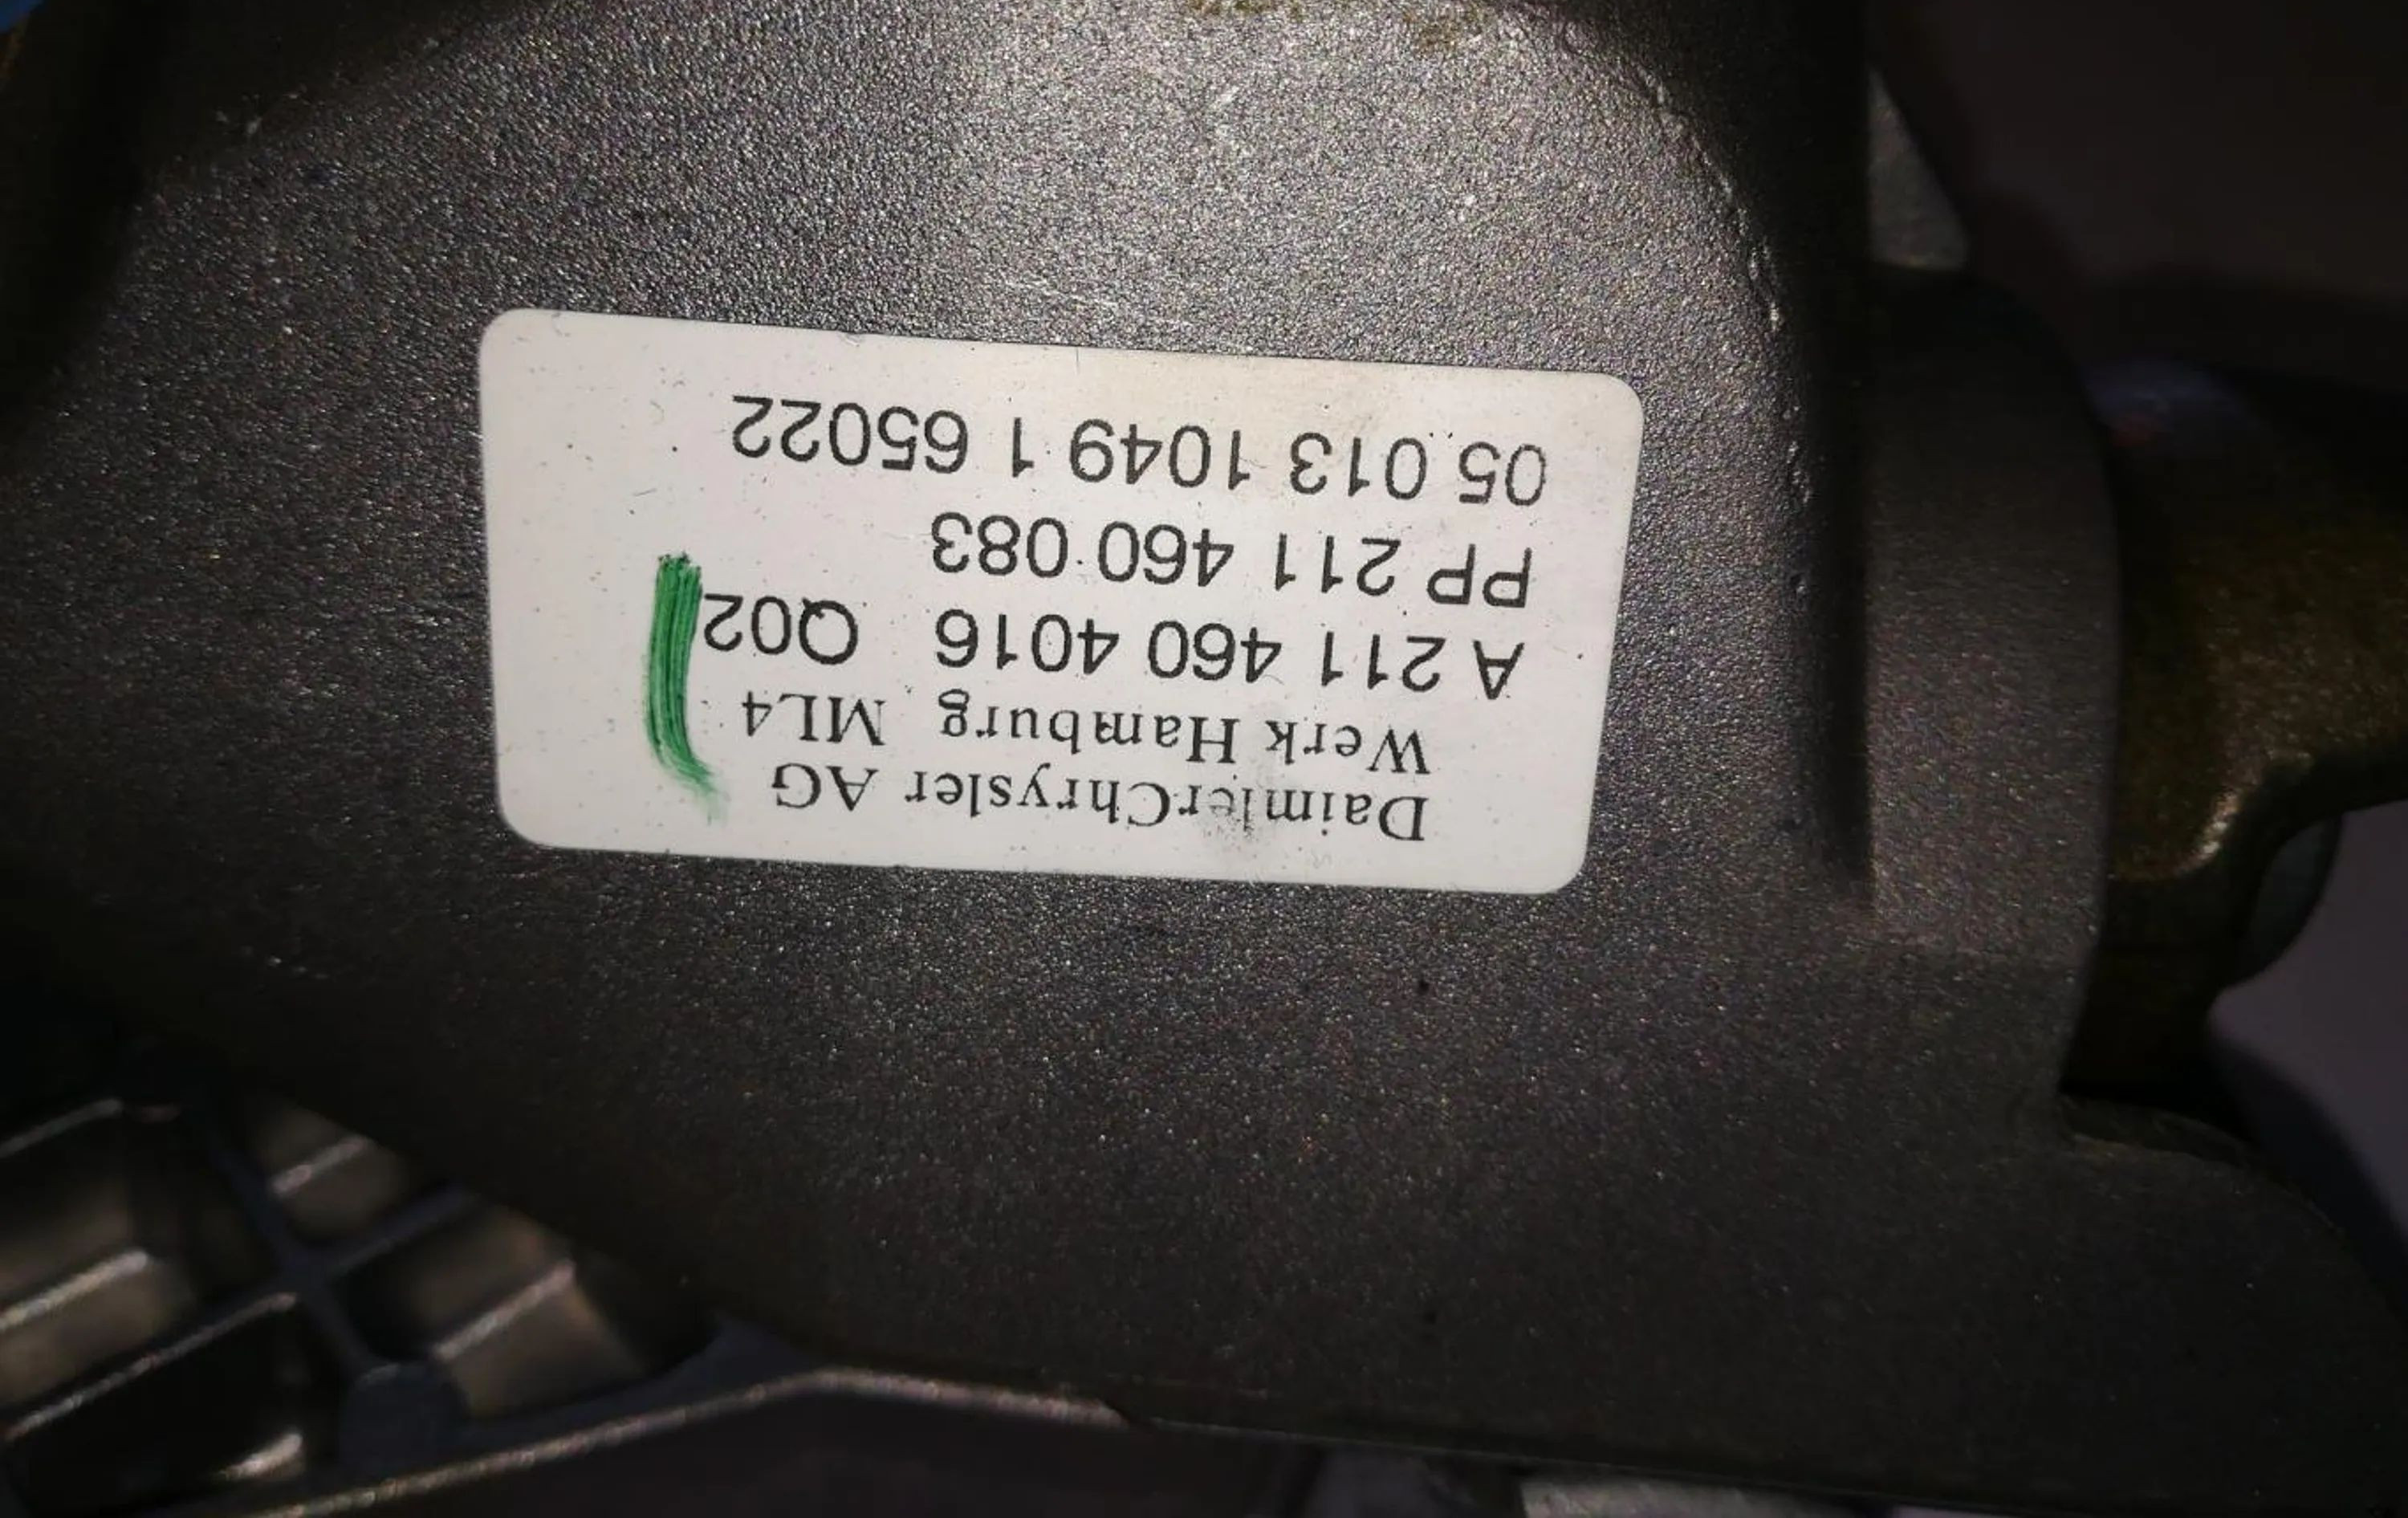 DaimlerChrysler AG
Werk Hamburg ML4
A 211 460 4016 Q02
PP 211 460 083
05 013 1049 1 65022